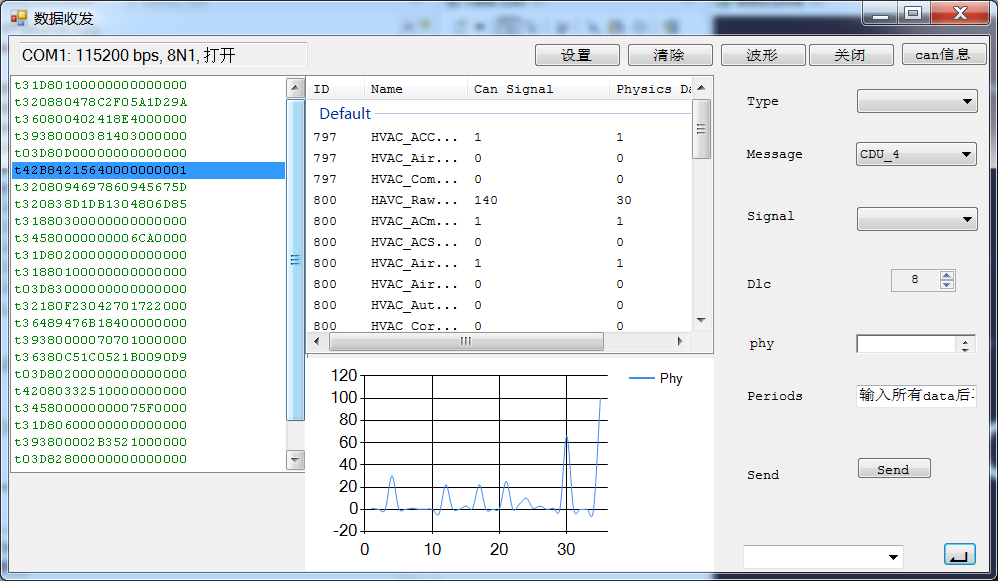 数据收发
COM1: 115200 bps, 8N1, 打开
设置
清除
波形
关闭
can信息
t31D80100000000000000
t320880478C2F05A1D29A
t360800402418E4000000
t39380000381403000000
t03D80D00000000000000
t42B84215640000000001
t32080946978609456​75D
t320838D1DB1304806D85
t31880300000000000000
t34580000000006CA0000
t31D80200000000000000
t31880100000000000000
t03D83000000000000000
t32180F23042701722000
t36489476B18400000000
t39380000070701000000
t36380C51C0521B0090D9
t03D80200000000000000
t42080332510000000000
t345800000000075F0000
t31D80600000000000000
t393800002B3521000000
t03D82800000000000000
ID Name Can Signal Physics Da
Default
797 HVAC_ACC... 1 1
797 HVAC_Air... 0 0
797 HVAC_Com... 0 0
800 HAVC_Raw... 140 30
800 HVAC_ACm... 1 1
800 HVAC_ACS... 0 0
800 HVAC_Air... 1 1
800 HVAC_Air... 0 0
800 HVAC_Aut... 0 0
800 HVAC_Cor... 0 0
120
100
80
60
40
20
0
-20
0 10 20 30
Phy
Type
Message CDU_4
Signal
Dlc 8
phy
Periods 输入所有data后.
Send Send